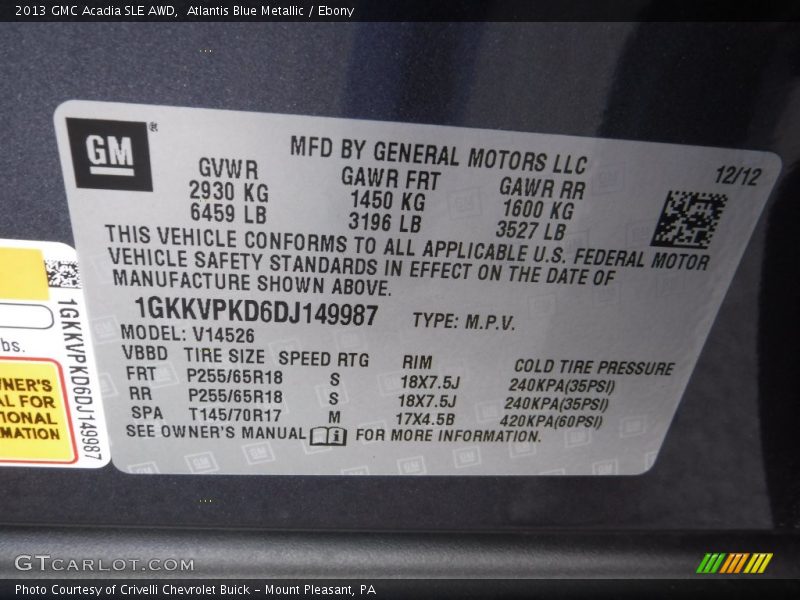 2013 GMC Acadia SLE AWD,  Atlantis Blue Metallic / Ebony
GM®
MFD BY GENERAL MOTORS LLC
12/12
GVWR GAWR FRT GAWR RR
2930 KG 1450 KG 1600 KG
6459 LB 3196 LB 3527 LB
THIS VEHICLE CONFORMS TO ALL APPLICABLE U.S. FEDERAL MOTOR
VEHICLE SAFETY STANDARDS IN EFFECT ON THE DATE OF
MANUFACTURE SHOWN ABOVE.
1GKKVPKD6DJ149987 TYPE: M.P.V.
MODEL: V14526
VBBD TIRE SIZE SPEED RTG RIM COLD TIRE PRESSURE
FRT P255/65R18 S 18X7.5J 240KPA(35PSI)
RR P255/65R18 S 18X7.5J 240KPA(35PSI)
SPA T145/70R17 M 17X4.5B 420KPA(60PSI)
SEE OWNER'S MANUAL i FOR MORE INFORMATION.
1GKKVPKD6DJ149987
bs.
NER'S
AL FOR
TIONAL
MATION
GTCARLOT.COM
Photo Courtesy of Crivelli Chevrolet Buick - Mount Pleasant, PA